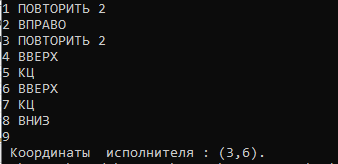 1 ПОВТОРИТЬ 2
2 ВПРАВО
3 ПОВТОРИТЬ 2
4 ВВЕРХ
5 КЦ
6 ВВЕРХ
7 КЦ
8 ВНИЗ
9
Координаты исполнителя : (3,6).